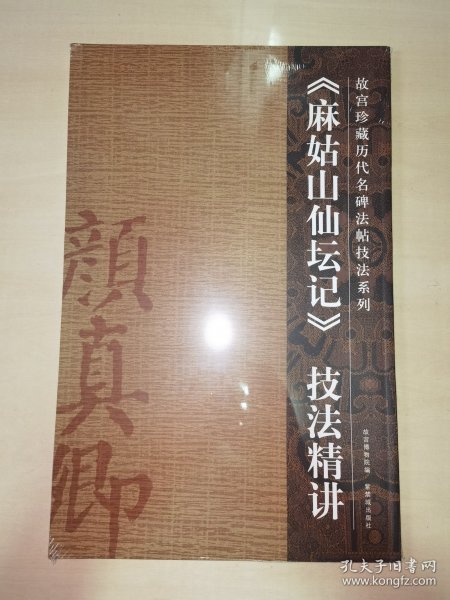 故宫珍藏历代名碑法帖技法系列
《麻姑山仙坛记》 技法精讲
故宫博物院编 紫禁城出版社
顔真卿
孔夫子旧书网
www.kongfz.com